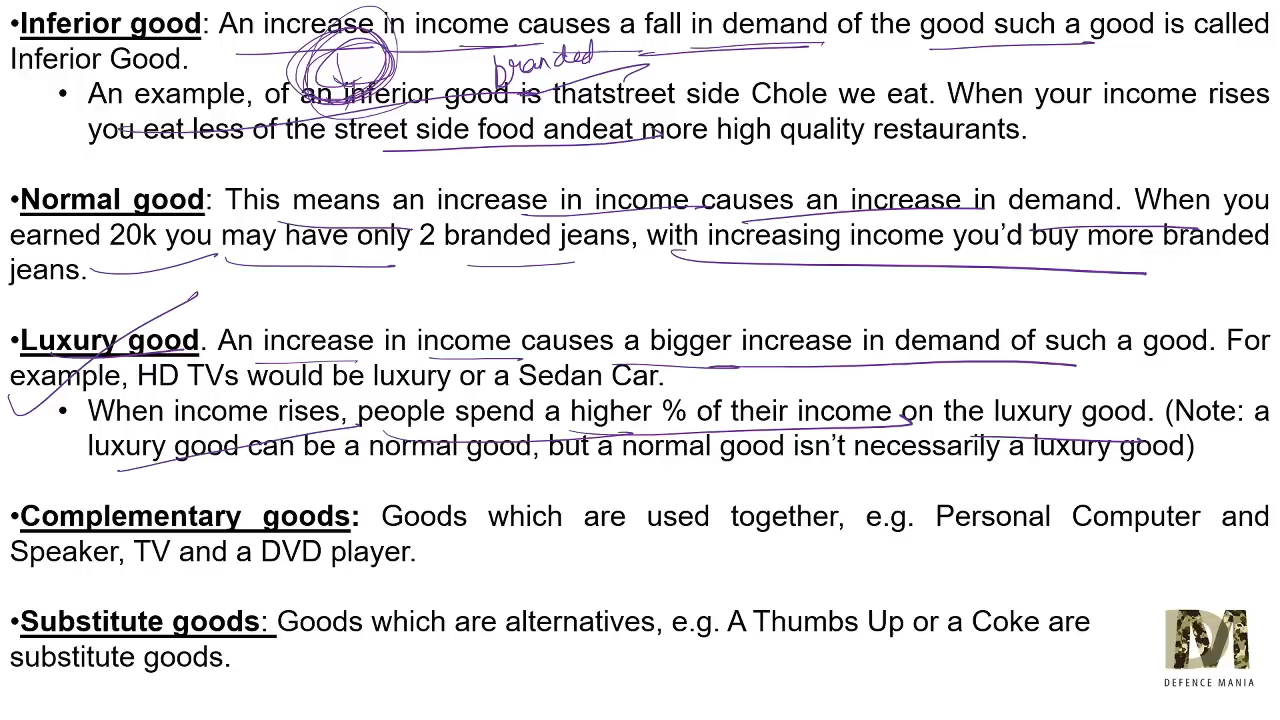 •Inferior good: An increase in income causes a fall in demand of the good such a good is called
Inferior Good.
branded
• An example, of an inferior good is thatstreet side Chole we eat. When your income rises
you eat less of the street side food andeat more high quality restaurants.
•Normal good: This means an increase in income causes an increase in demand. When you
earned 20k you may have only 2 branded jeans, with increasing income you’d buy more branded
jeans.
•Luxury good. An increase in income causes a bigger increase in demand of such a good. For
example, HD TVs would be luxury or a Sedan Car.
• When income rises, people spend a higher % of their income on the luxury good. (Note: a
luxury good can be a normal good, but a normal good isn’t necessarily a luxury good)
•Complementary goods: Goods which are used together, e.g. Personal Computer and
Speaker, TV and a DVD player.
•Substitute goods: Goods which are alternatives, e.g. A Thumbs Up or a Coke are
substitute goods.
DM
DEFENCE MANIA